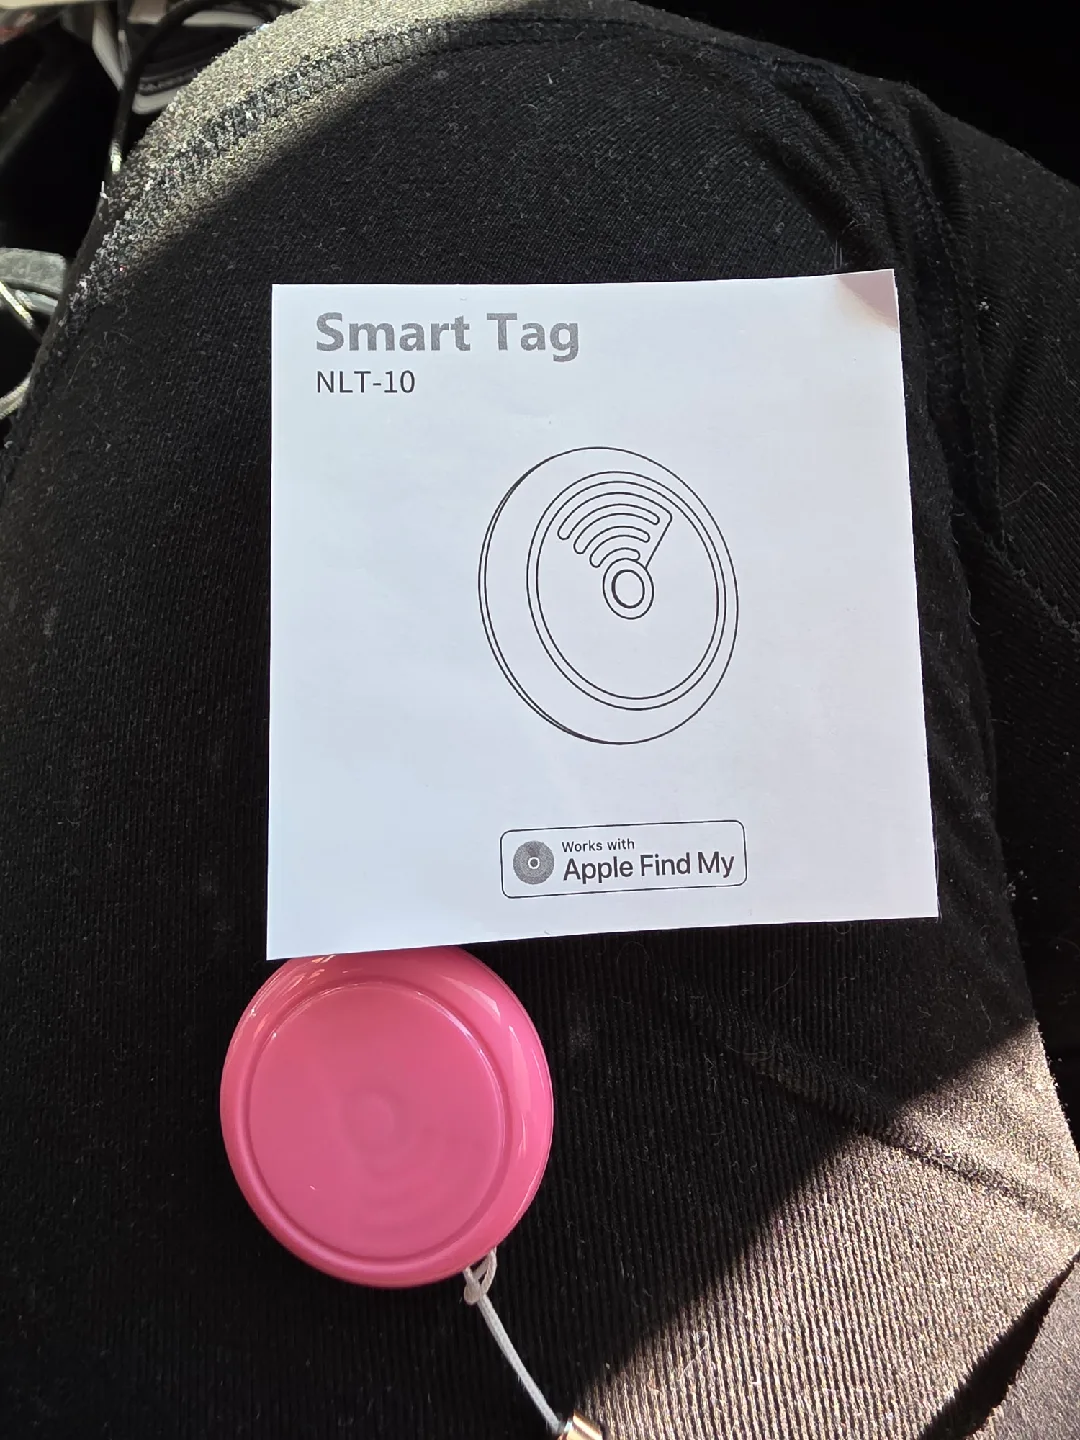 Smart Tag
NLT-10
Works with
Apple Find My